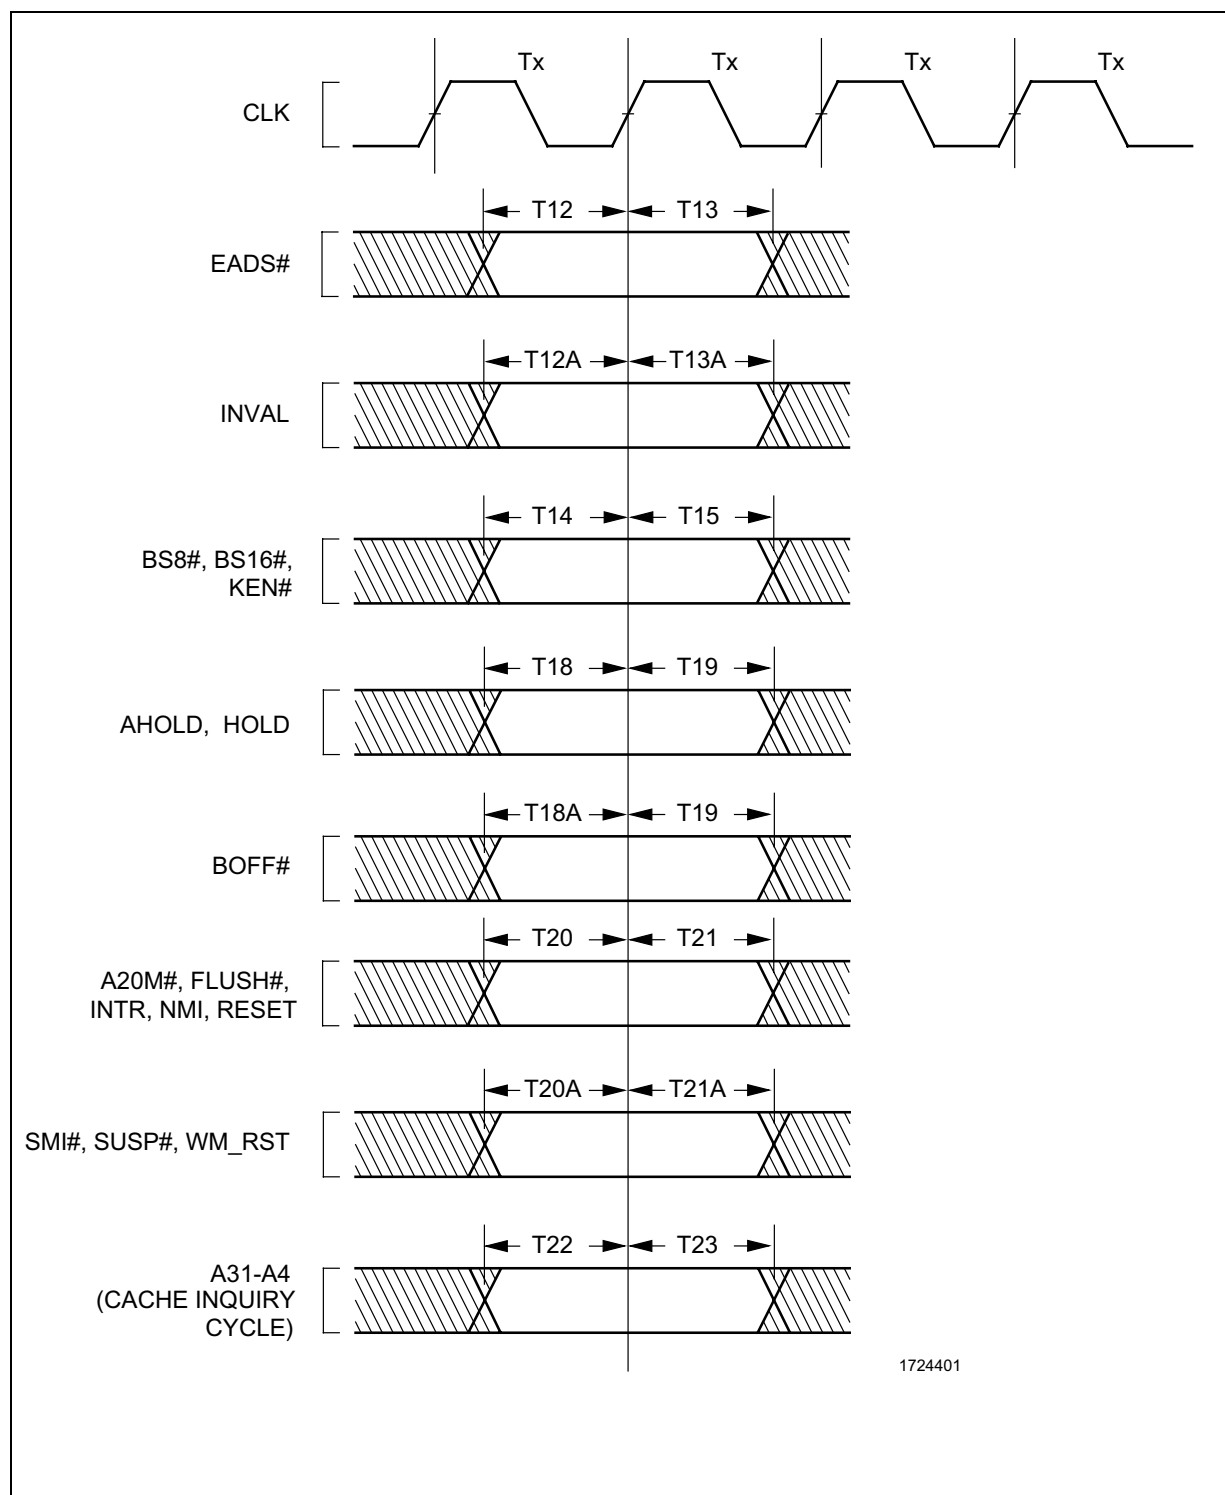 Tx Tx Tx Tx
CLK
T12 T13
EADS#
T12A T13A
INVAL
T14 T15
BS8#, BS16#,
KEN#
T18 T19
AHOLD, HOLD
T18A T19
BOFF#
T20 T21
A20M#, FLUSH#,
INTR, NMI, RESET
T20A T21A
SMI#, SUSP#, WM_RST
T22 T23
A31-A4
(CACHE INQUIRY
CYCLE)
1724401